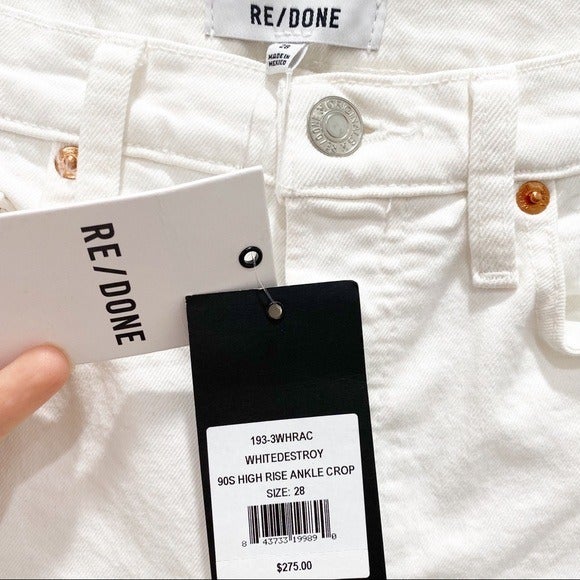 RE/DONE
28
MADE IN
MEXICO
RE/DONE
193-3WHRAC
WHITEDESTROY
90S HIGH RISE ANKLE CROP
SIZE: 28
8 43733 19989 0
$275.00